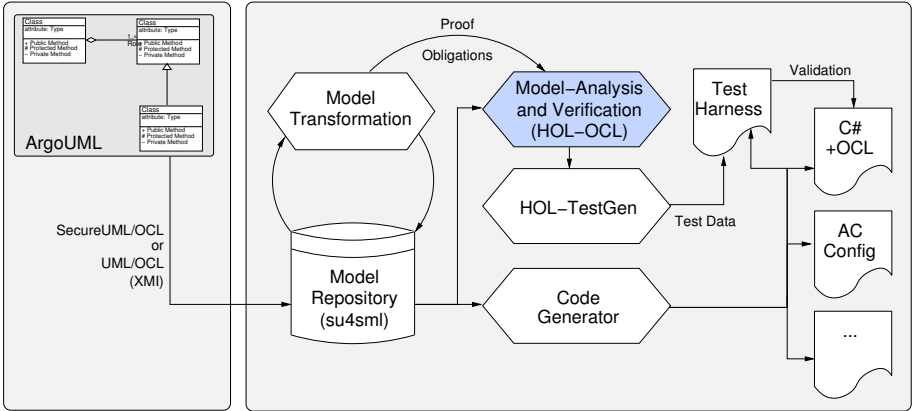 Class
attribute: Type
+ Public Method
# Protected Method
− Private Method
1..*
Role
Class
attribute: Type
+ Public Method
# Protected Method
− Private Method
Class
attribute: Type
+ Public Method
# Protected Method
− Private Method
ArgoUML
SecureUML/OCL
or
UML/OCL
(XMI)
Proof
Obligations
Model
Transformation
Model−Analysis
and Verification
(HOL−OCL)
Test
Harness
Validation
C#
+OCL
HOL−TestGen
Test Data
AC
Config
Model
Repository
(su4sml)
Code
Generator
...